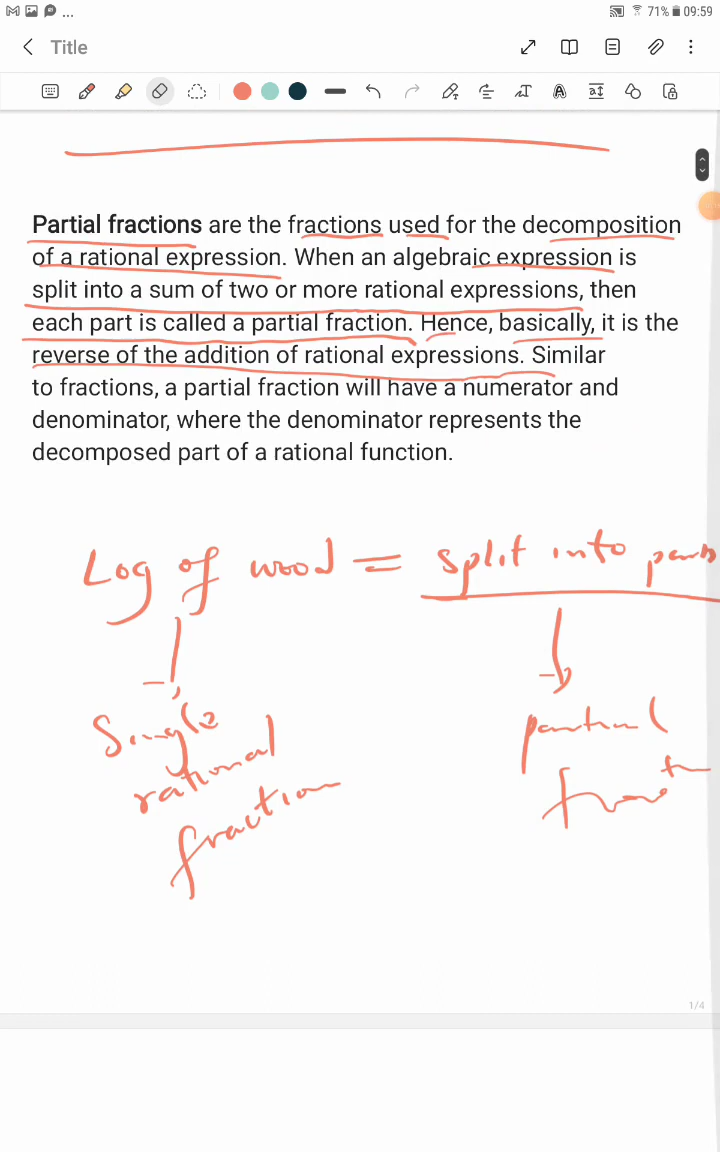 ... 71% 09:59
Title
Partial fractions are the fractions used for the decomposition
of a rational expression. When an algebraic expression is
split into a sum of two or more rational expressions, then
each part is called a partial fraction. Hence, basically, it is the
reverse of the addition of rational expressions. Similar
to fractions, a partial fraction will have a numerator and
denominator, where the denominator represents the
decomposed part of a rational function.
Log of wood = split into parts
Single
rational
fraction
partial
1/4